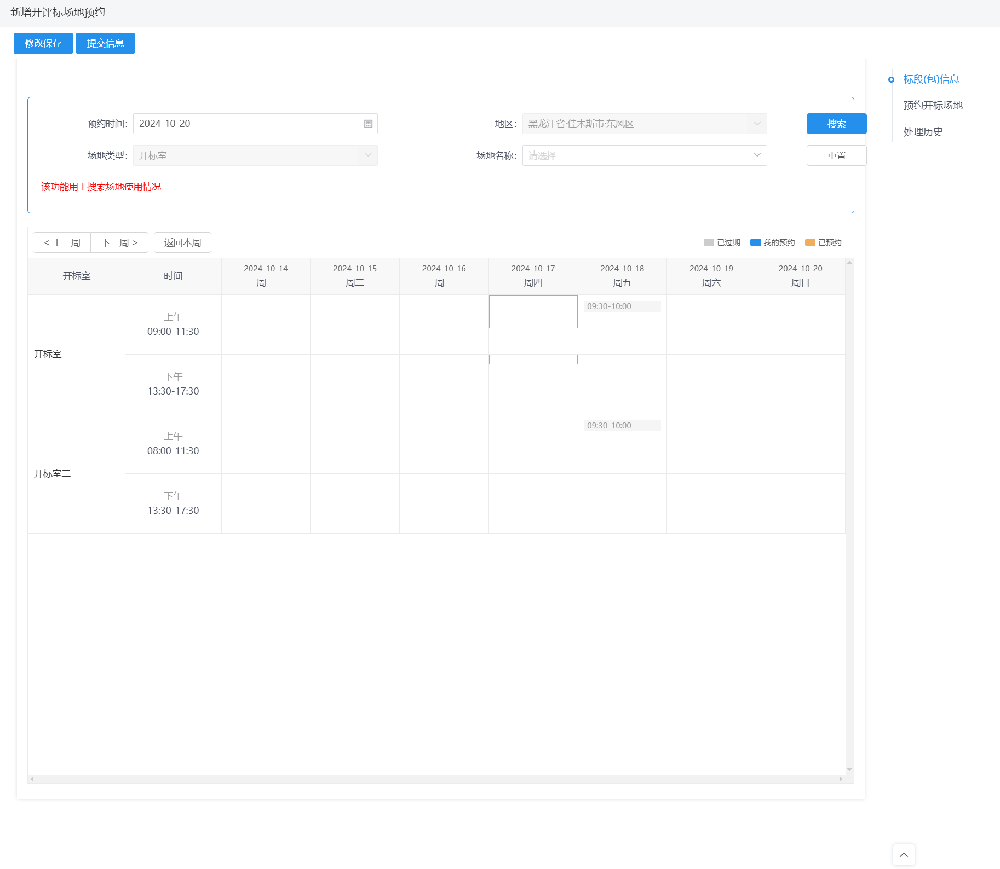 新增开评标场地预约
修改保存 提交信息
标段(包)信息
预约开标场地
处理历史
预约时间: 2024-10-20 地区: 黑龙江省·佳木斯市·东风区 搜索
场地类型: 开标室 场地名称: 请选择 重置
该功能用于搜索场地使用情况
< 上一周 下一周 > 返回本周 已过期 我的预约 已预约
开标室 时间 2024-10-14 周一 2024-10-15 周二 2024-10-16 周三 2024-10-17 周四 2024-10-18 周五 2024-10-19 周六 2024-10-20 周日
开标室一
上午
09:00-11:30
09:30-10:00
下午
13:30-17:30
开标室二
上午
08:00-11:30
09:30-10:00
下午
13:30-17:30